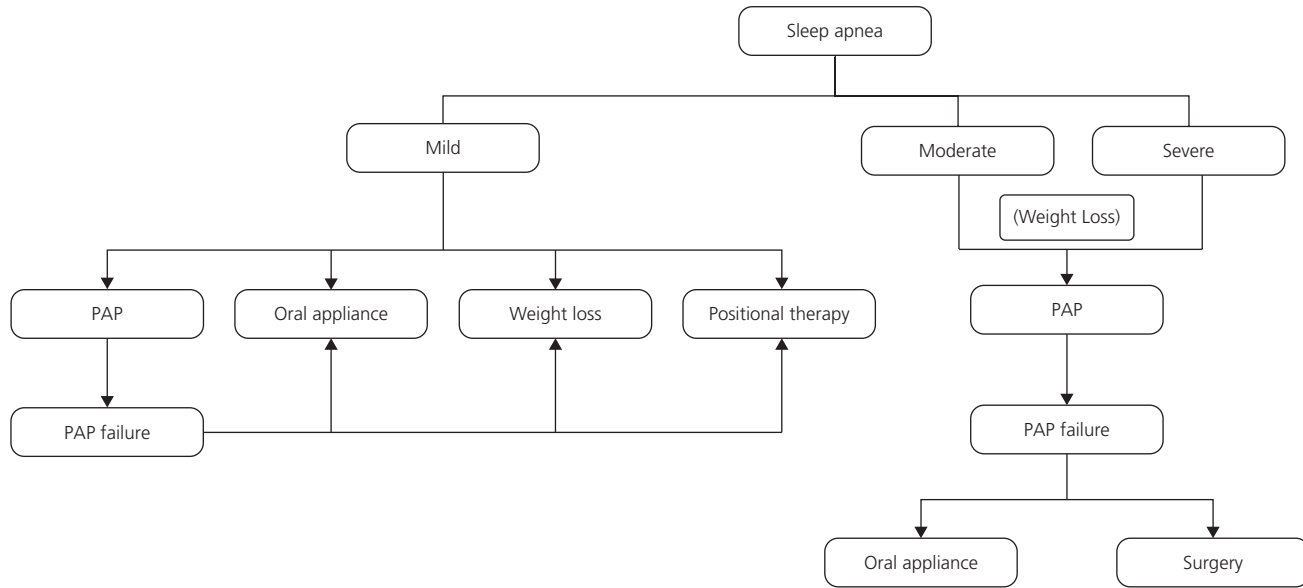 Sleep apnea
Mild
Moderate
Severe
(Weight Loss)
PAP
Oral appliance
Weight loss
Positional therapy
PAP
PAP failure
PAP failure
Oral appliance
Surgery